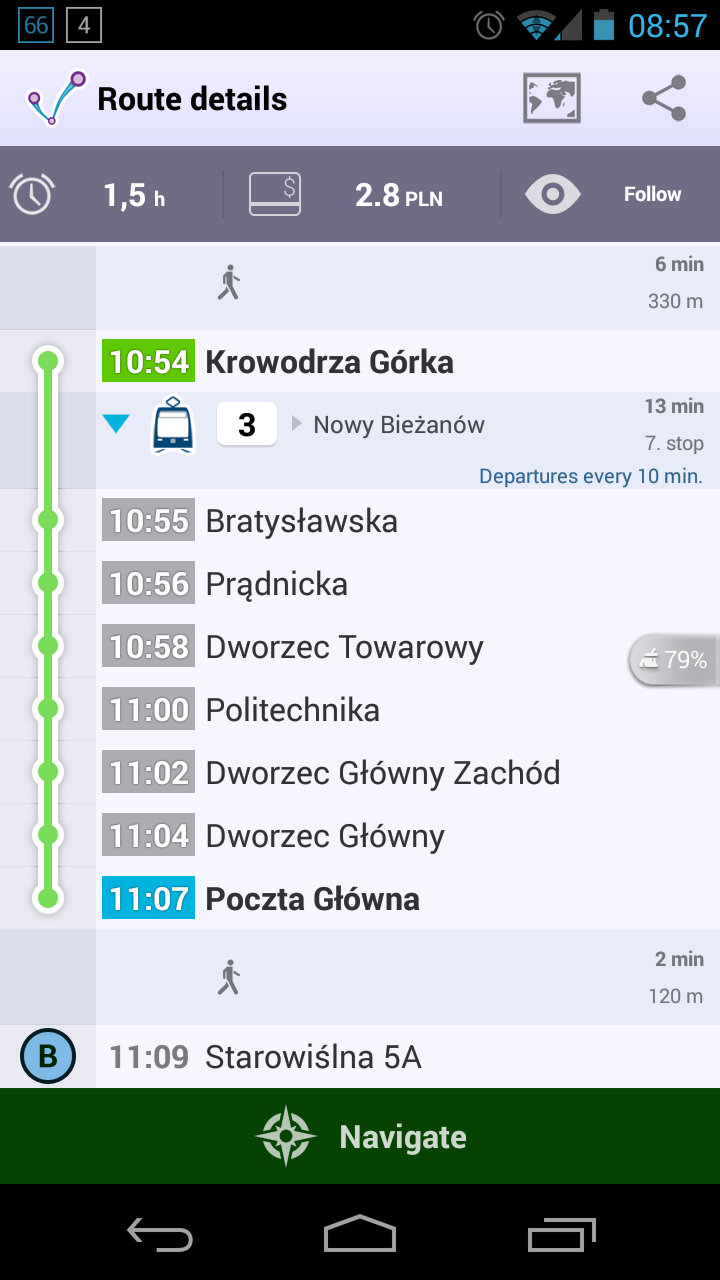 66 4 08:57
Route details
1,5 h $ 2.8 PLN Follow
6 min
330 m
10:54 Krowodrza Górka
3 Nowy Bieżanów 13 min
7. stop
Departures every 10 min.
10:55 Bratysławska
10:56 Prądnicka
10:58 Dworzec Towarowy
79%
11:00 Politechnika
11:02 Dworzec Główny Zachód
11:04 Dworzec Główny
11:07 Poczta Główna
2 min
120 m
B 11:09 Starowiślna 5A
Navigate